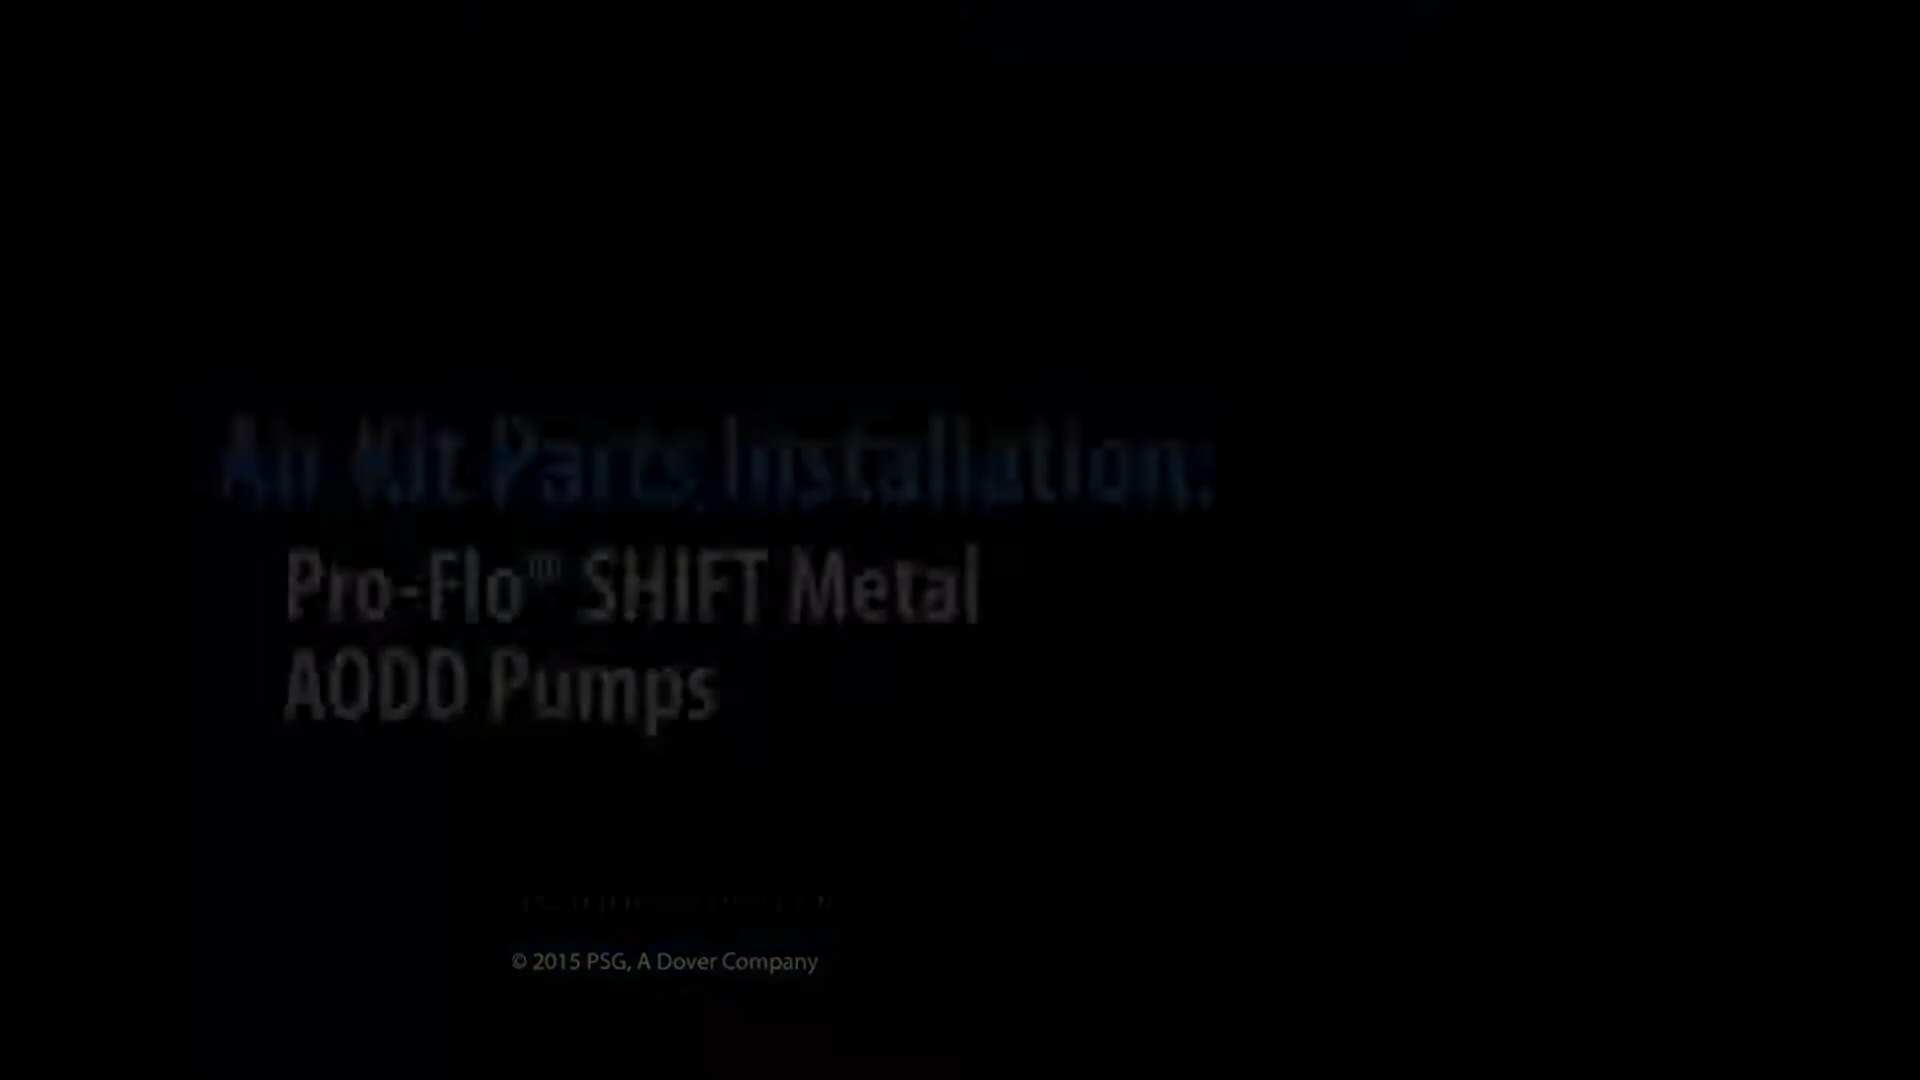 Air Kit Parts Installation:
Pro-Flo™ SHIFT Metal
AODD Pumps
© 2015 PSG, A Dover Company